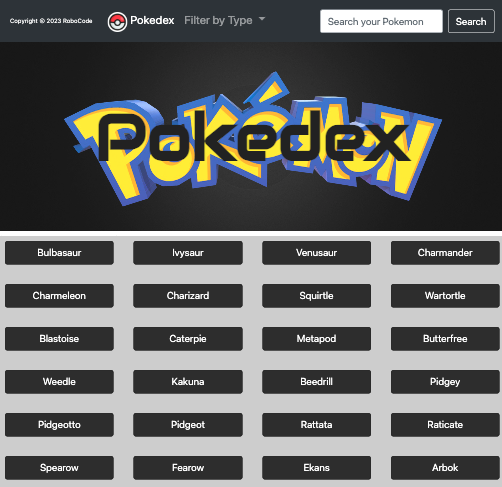 Copyright © 2023 RoboCode Pokedex Filter by Type Search your Pokemon Search
POKéMON
Pokedex
Bulbasaur Ivysaur Venusaur Charmander
Charmeleon Charizard Squirtle Wartortle
Blastoise Caterpie Metapod Butterfree
Weedle Kakuna Beedrill Pidgey
Pidgeotto Pidgeot Rattata Raticate
Spearow Fearow Ekans Arbok